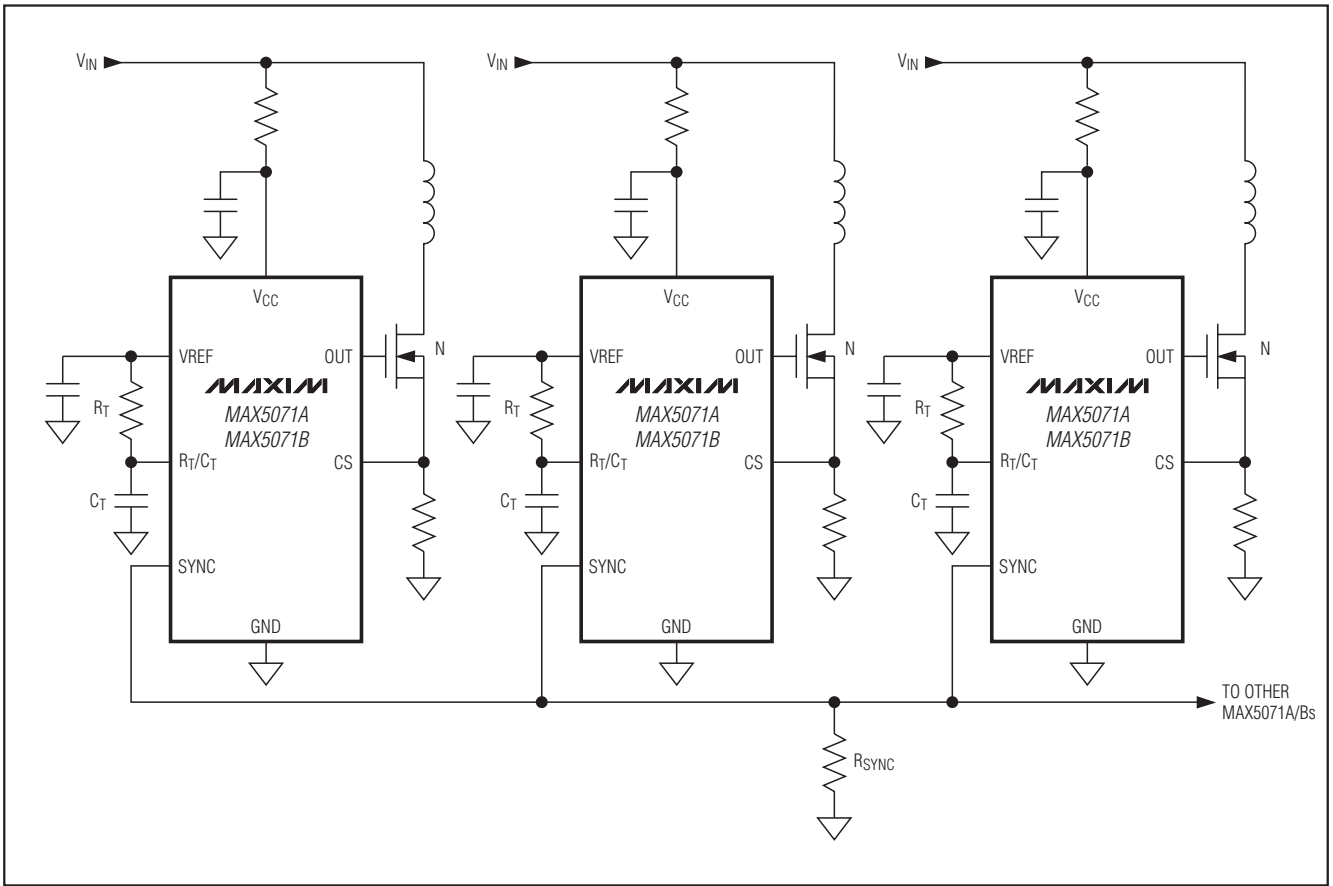 VIN
VCC
VREF
OUT
N
MAXIM
MAX5071A
MAX5071B
RT
RT/CT
CS
CT
SYNC
GND
VIN
VCC
VREF
OUT
N
MAXIM
MAX5071A
MAX5071B
RT
RT/CT
CS
CT
SYNC
GND
VIN
VCC
VREF
OUT
N
MAXIM
MAX5071A
MAX5071B
RT
RT/CT
CS
CT
SYNC
GND
TO OTHER
MAX5071A/Bs
RSYNC